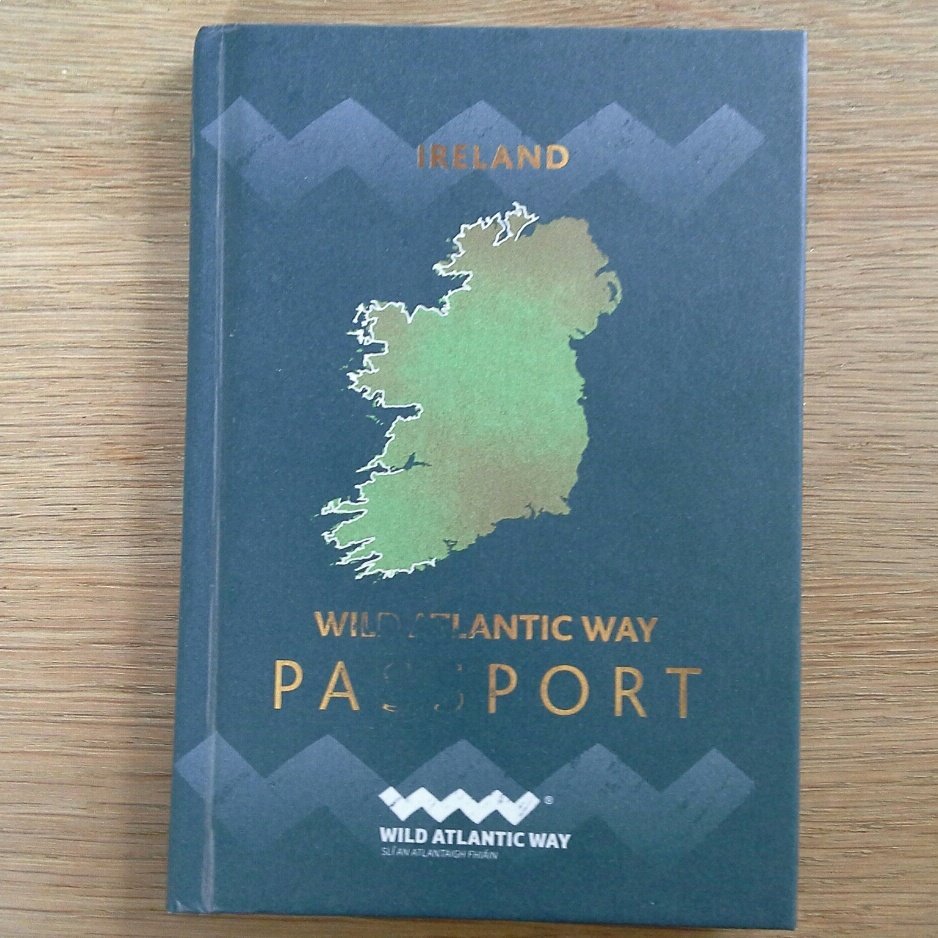 IRELAND
WILD ATLANTIC WAY
PASSPORT
WILD ATLANTIC WAY ®
SLÍ AN ATLANTAIGH FHIÁIN